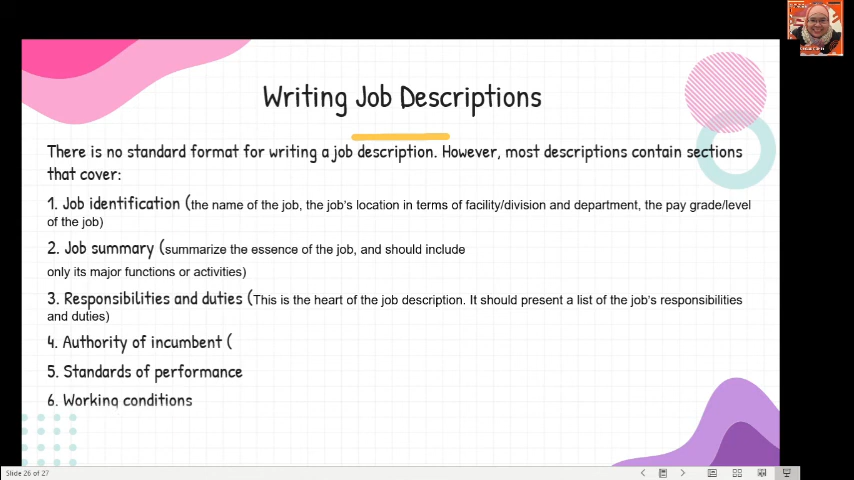 Writing Job Descriptions
There is no standard format for writing a job description. However, most descriptions contain sections
that cover:
1. Job identification (the name of the job, the job's location in terms of facility/division and department, the pay grade/level
of the job)
2. Job summary (summarize the essence of the job, and should include
only its major functions or activities)
3. Responsibilities and duties (This is the heart of the job description. It should present a list of the job's responsibilities
and duties)
4. Authority of incumbent (
5. Standards of performance
6. Working conditions
Slide 26 of 27